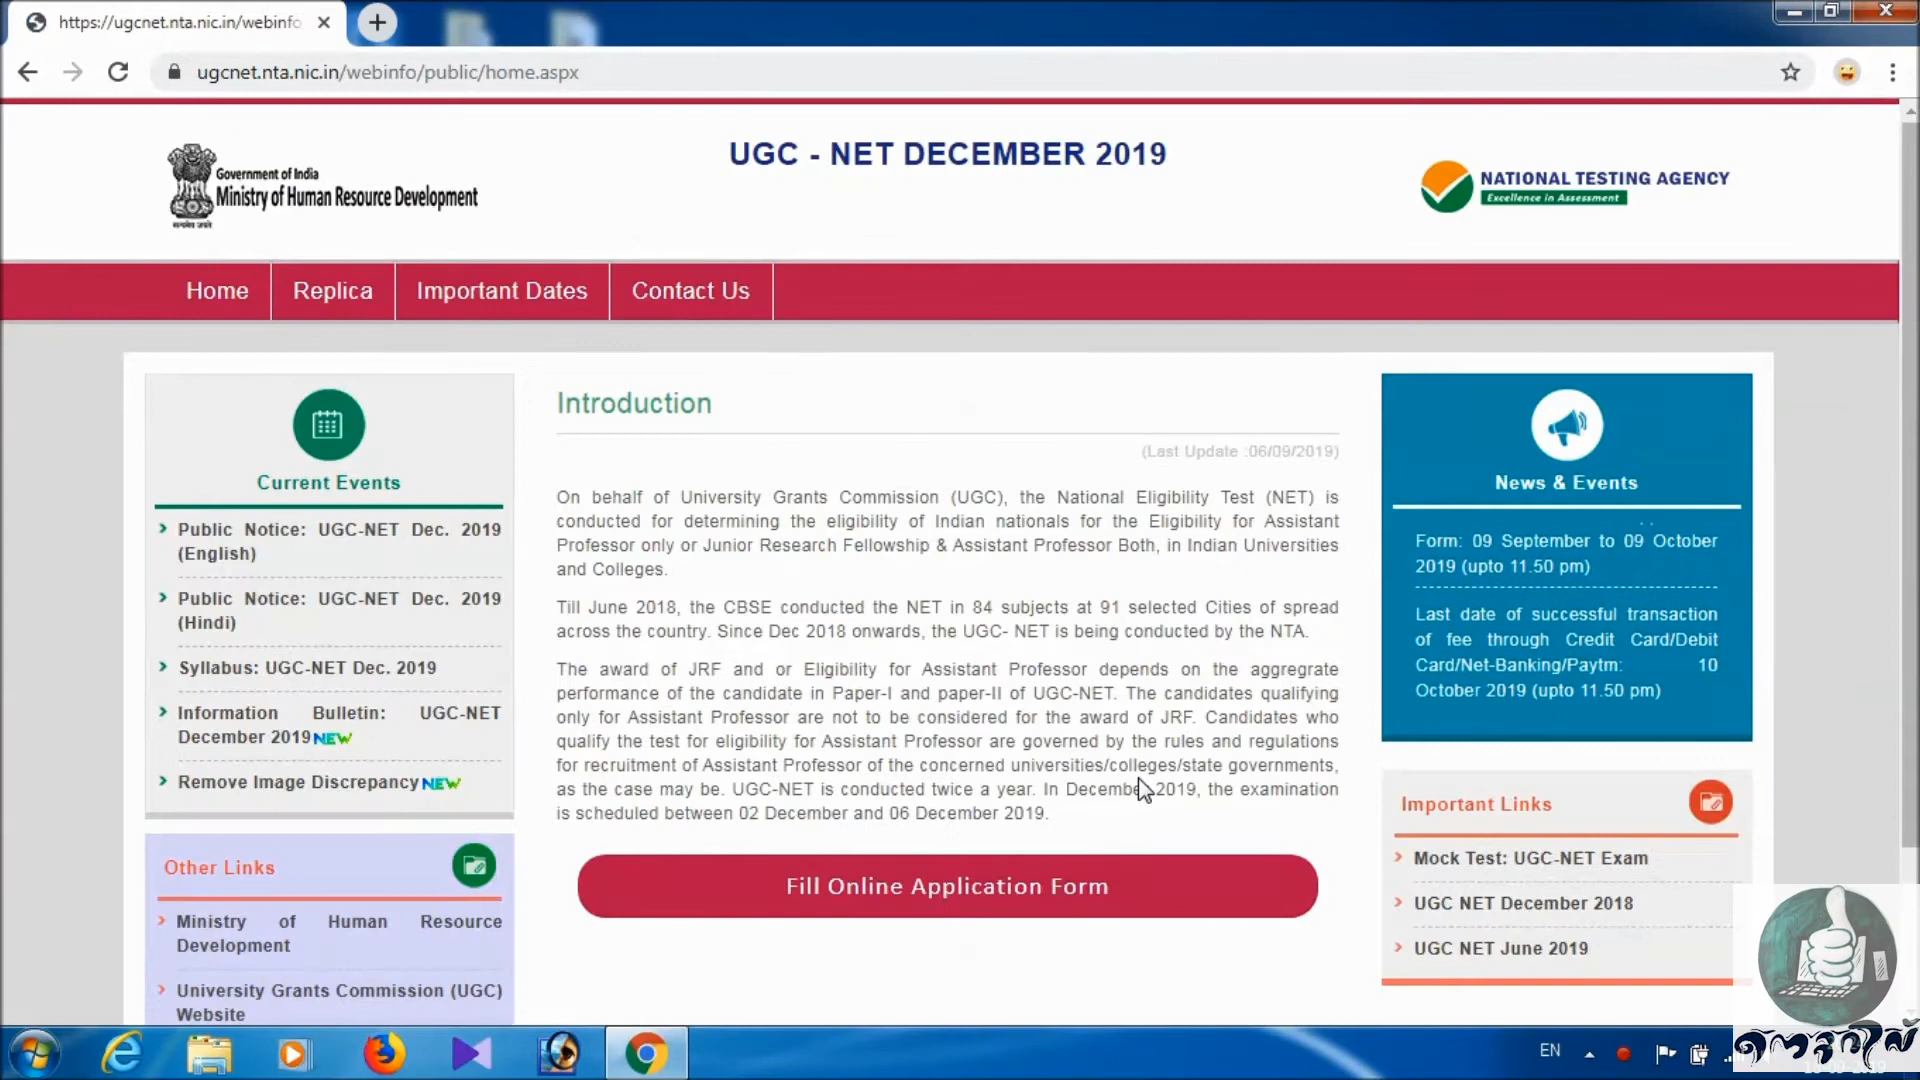 https://ugcnet.nta.nic.in/webinfo
ugcnet.nta.nic.in/webinfo/public/home.aspx
Government of India
Ministry of Human Resource Development
सत्यमेव जयते
UGC - NET DECEMBER 2019
NATIONAL TESTING AGENCY
Excellence in Assessment
Home
Replica
Important Dates
Contact Us
Current Events
Public Notice: UGC-NET Dec. 2019
(English)
Public Notice: UGC-NET Dec. 2019
(Hindi)
Syllabus: UGC-NET Dec. 2019
Information Bulletin: UGC-NET
December 2019 NEW
Remove Image Discrepancy NEW
Other Links
Ministry of Human Resource
Development
University Grants Commission (UGC)
Website
Introduction
(Last Update :06/09/2019)
On behalf of University Grants Commission (UGC), the National Eligibility Test (NET) is
conducted for determining the eligibility of Indian nationals for the Eligibility for Assistant
Professor only or Junior Research Fellowship & Assistant Professor Both, in Indian Universities
and Colleges.
Till June 2018, the CBSE conducted the NET in 84 subjects at 91 selected Cities of spread
across the country. Since Dec 2018 onwards, the UGC- NET is being conducted by the NTA.
The award of JRF and or Eligibility for Assistant Professor depends on the aggregrate
performance of the candidate in Paper-I and paper-II of UGC-NET. The candidates qualifying
only for Assistant Professor are not to be considered for the award of JRF. Candidates who
qualify the test for eligibility for Assistant Professor are governed by the rules and regulations
for recruitment of Assistant Professor of the concerned universities/colleges/state governments,
as the case may be. UGC-NET is conducted twice a year. In December 2019, the examination
is scheduled between 02 December and 06 December 2019.
Fill Online Application Form
News & Events
Form: 09 September to 09 October
2019 (upto 11.50 pm)
Last date of successful transaction
of fee through Credit Card/Debit
Card/Net-Banking/Paytm: 10
October 2019 (upto 11.50 pm)
Important Links
Mock Test: UGC-NET Exam
UGC NET December 2018
UGC NET June 2019
EN